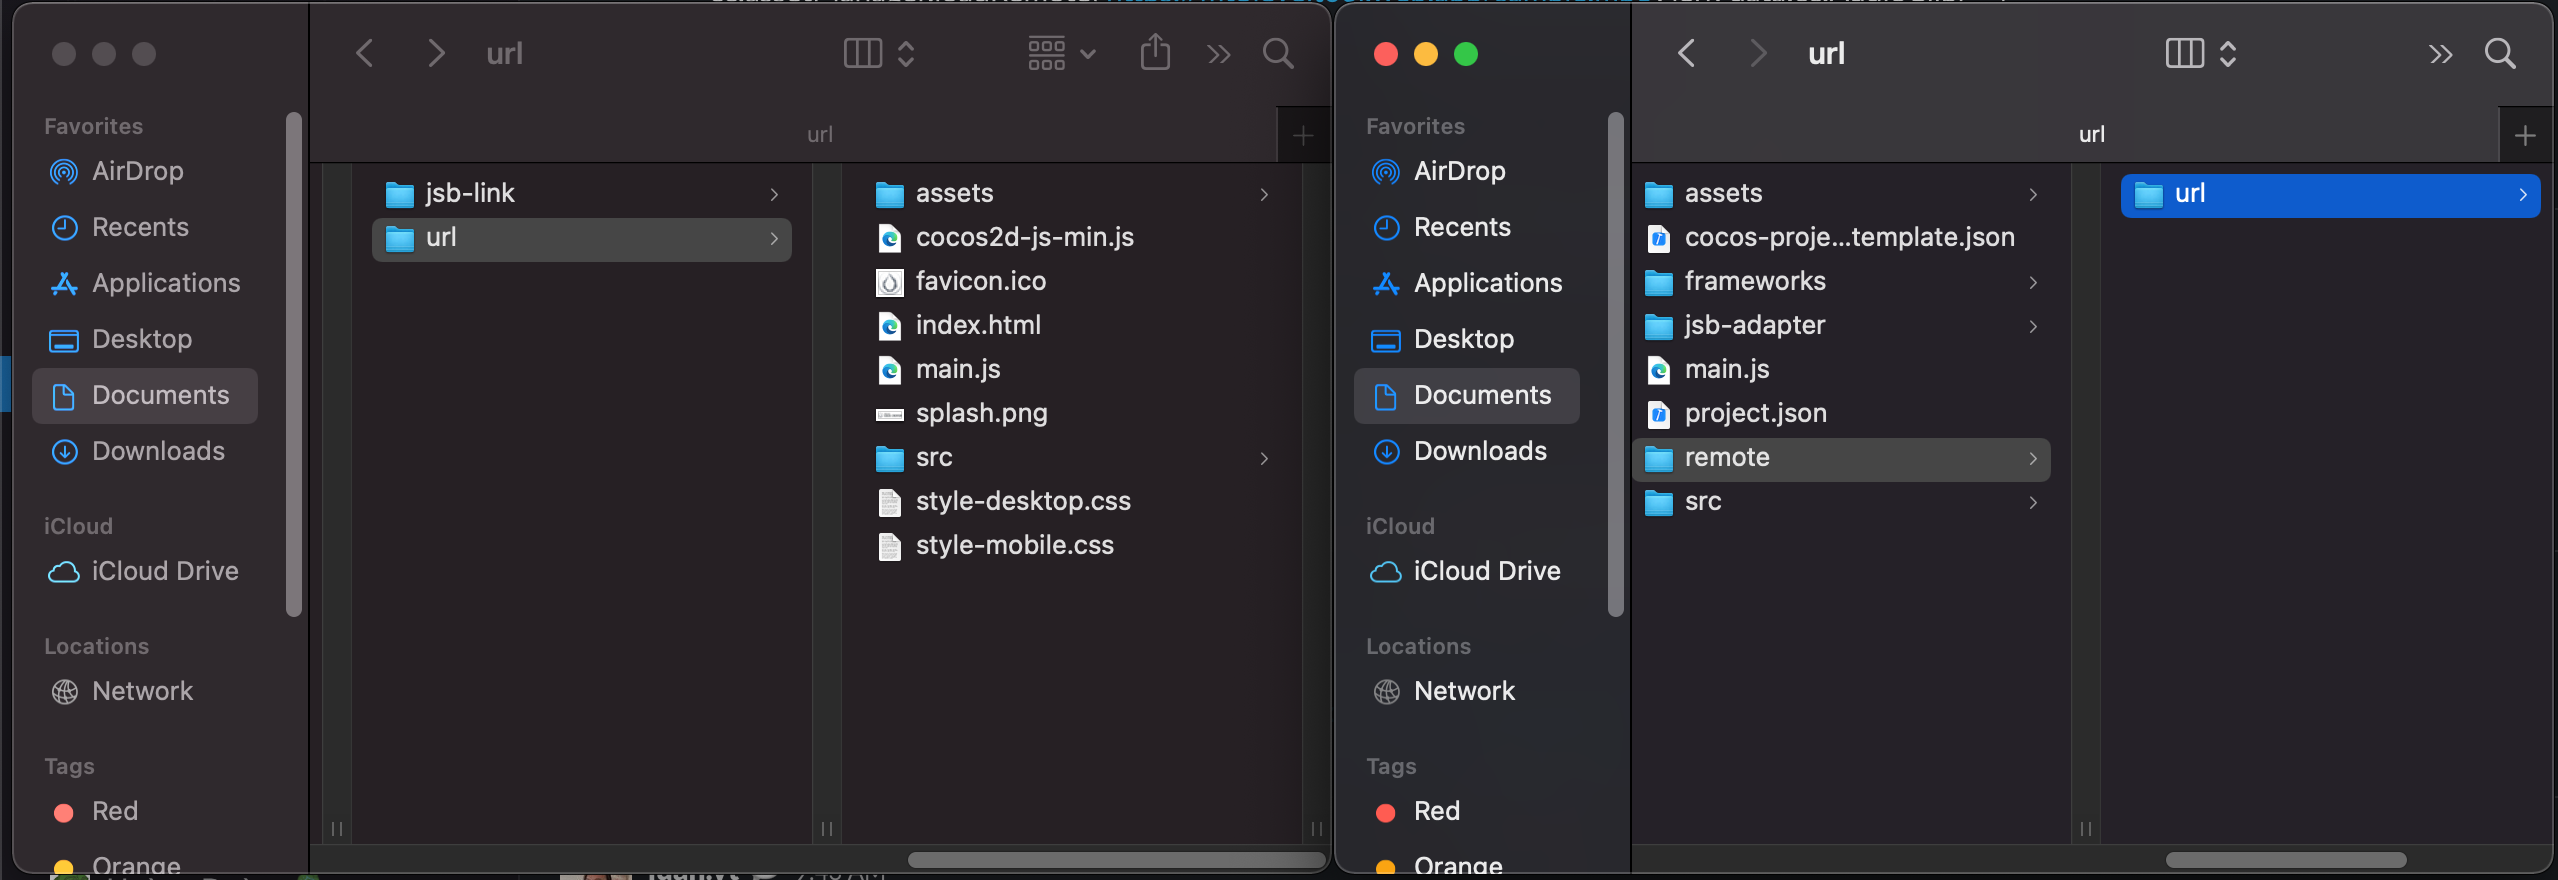 url
url
Favorites
AirDrop
Recents
Applications
Desktop
Documents
Downloads
iCloud
iCloud Drive
Locations
Network
Tags
Red
Orange
jsb-link
url
assets
cocos2d-js-min.js
favicon.ico
index.html
main.js
splash.png
src
style-desktop.css
style-mobile.css
url
url
Favorites
AirDrop
Recents
Applications
Desktop
Documents
Downloads
iCloud
iCloud Drive
Locations
Network
Tags
Red
Orange
assets
cocos-proje...template.json
frameworks
jsb-adapter
main.js
project.json
remote
src
url